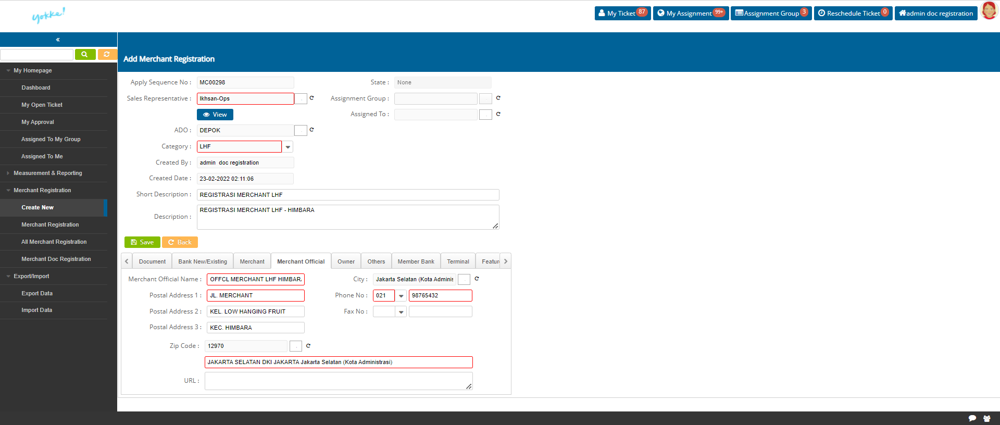 yokke!
My Ticket 87
My Assignment 99+
Assignment Group 3
Reschedule Ticket 0
admin doc registration
«
Add Merchant Registration
My Homepage
Dashboard
My Open Ticket
My Approval
Assigned To My Group
Assigned To Me
Measurement & Reporting
Merchant Registration
Create New
Merchant Registration
All Merchant Registration
Merchant Doc Registration
Export/Import
Export Data
Import Data
Apply Sequence No : MC00298
State : None
Sales Representative : Ikhsan-Ops
Assignment Group :
View
Assigned To :
ADO : DEPOK
Category : LHF
Created By : admin doc registration
Created Date : 23-02-2022 02:11:06
Short Description : REGISTRASI MERCHANT LHF
Description : REGISTRASI MERCHANT LHF - HIMBARA
Save Back
Document Bank New/Existing Merchant Merchant Official Owner Others Member Bank Terminal Featur
Merchant Official Name : OFFCL MERCHANT LHF HIMBAR
City : Jakarta Selatan (Kota Adminis
Postal Address 1 : JL. MERCHANT
Phone No : 021 98765432
Postal Address 2 : KEL. LOW HANGING FRUIT
Fax No :
Postal Address 3 : KEC. HIMBARA
Zip Code : 12970
JAKARTA SELATAN DKI JAKARTA Jakarta Selatan (Kota Administrasi)
URL :